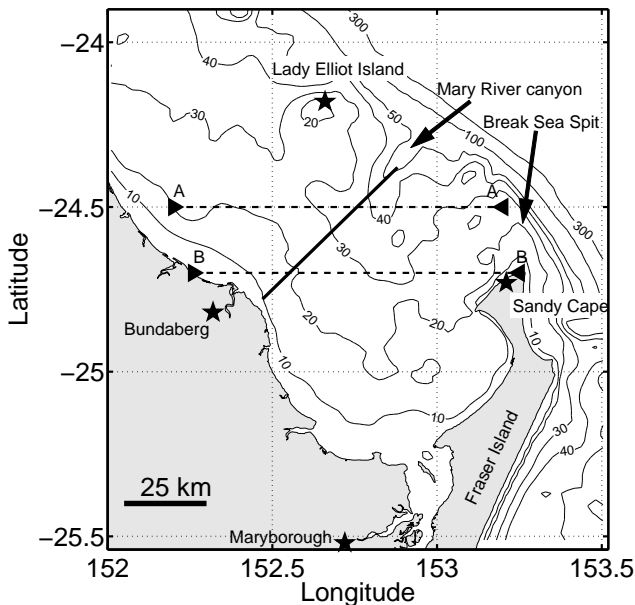 300
−24
40
Lady Elliot Island
Mary River canyon
30
20
50
Break Sea Spit
100
10
A
A
−24.5
40
300
30
B
B
Latitude
20
20
Sandy Cape
Bundaberg
10
10
−25
10
30
40
25 km
Fraser Island
Maryborough
−25.5
152
152.5
153
153.5
Longitude